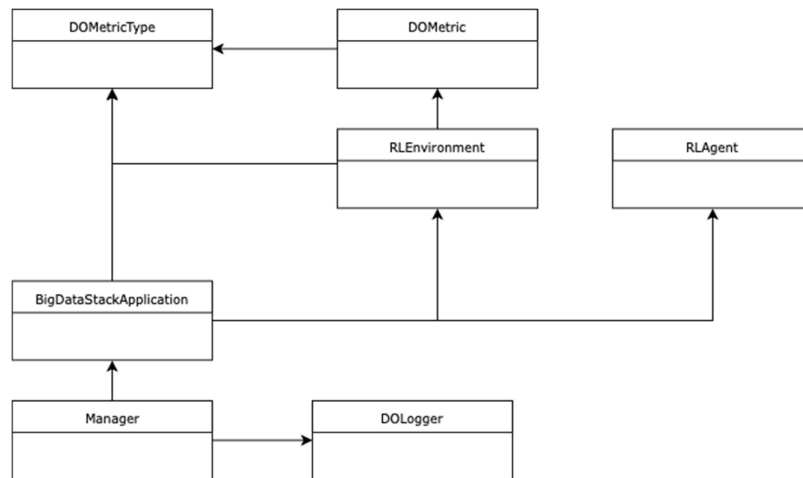 DOMetricType
DOMetric
RLEnvironment
RLAgent
BigDataStackApplication
Manager
DOLogger